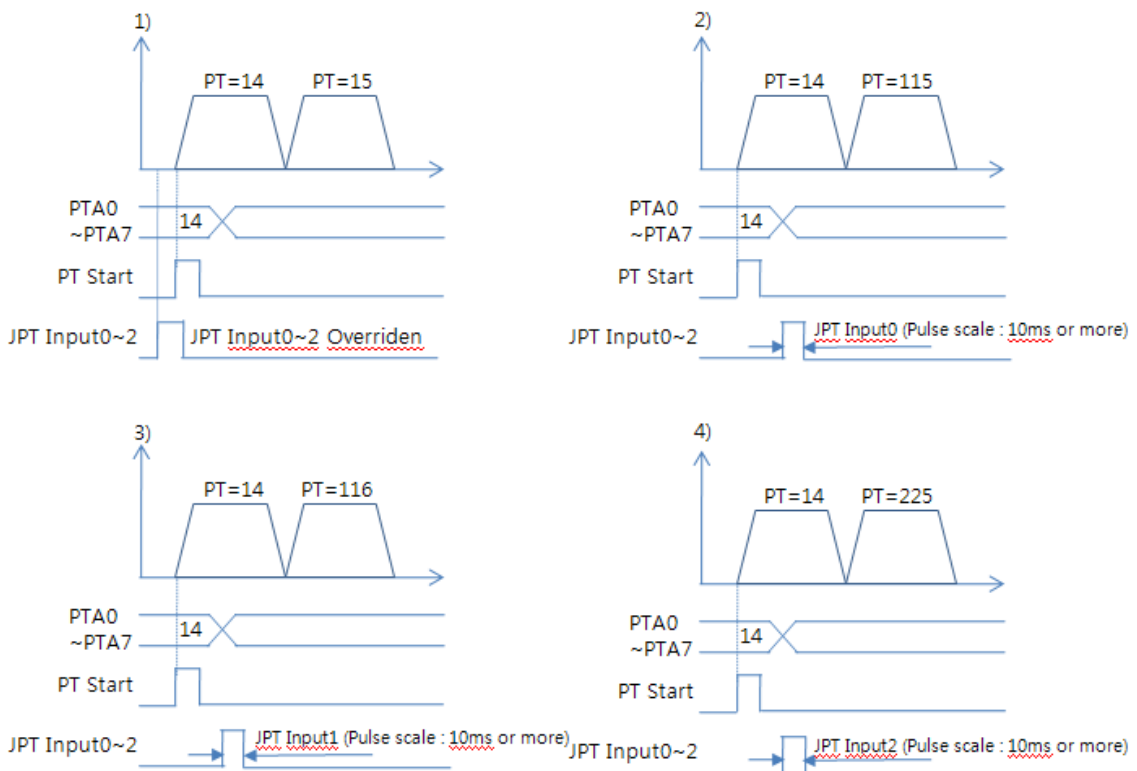 1)
PT=14
PT=15
PTA0
~PTA7
14
PT Start
JPT Input0~2
JPT Input0~2 Overriden
2)
PT=14
PT=115
PTA0
~PTA7
14
PT Start
JPT Input0~2
JPT Input0 (Pulse scale : 10ms or more)
3)
PT=14
PT=116
PTA0
~PTA7
14
PT Start
JPT Input0~2
JPT Input1 (Pulse scale : 10ms or more)
4)
PT=14
PT=225
PTA0
~PTA7
14
PT Start
JPT Input0~2
JPT Input2 (Pulse scale : 10ms or more)